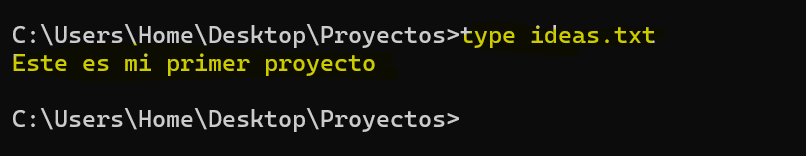 C:\Users\Home\Desktop\Proyectos>type ideas.txt
Este es mi primer proyecto
C:\Users\Home\Desktop\Proyectos>